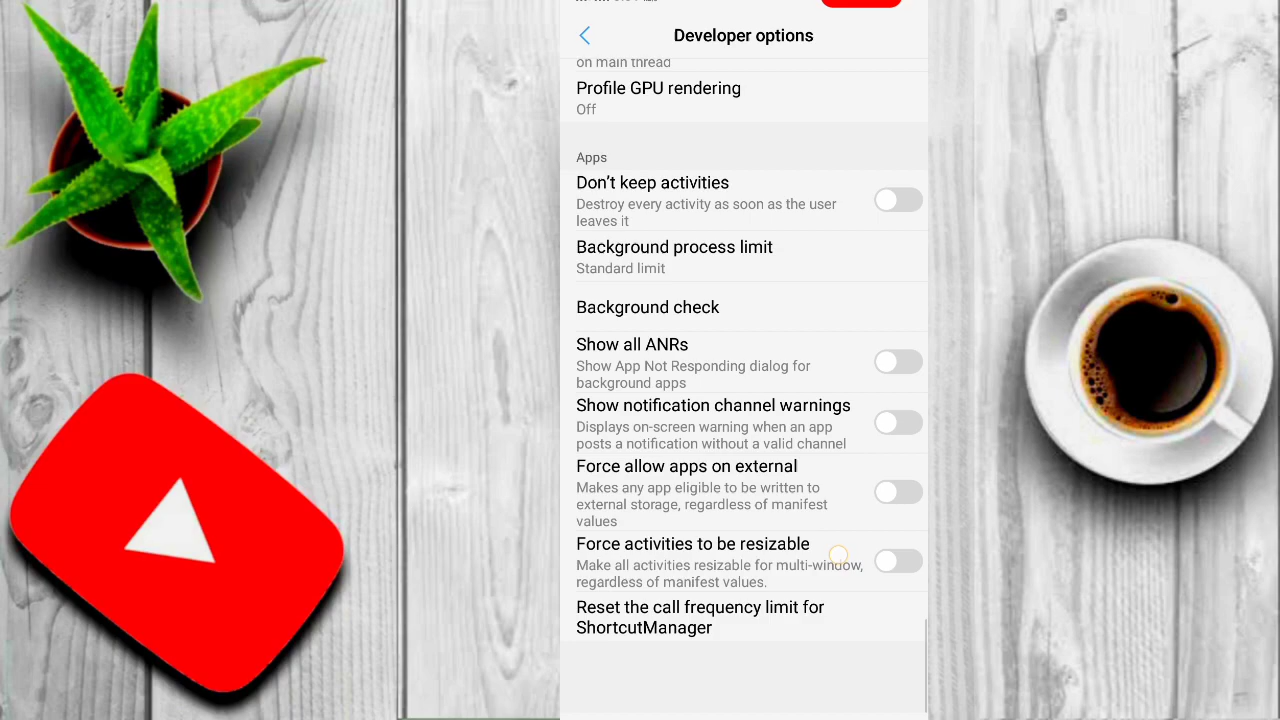 Developer options
on main thread
Profile GPU rendering
Off
Apps
Don’t keep activities
Destroy every activity as soon as the user
leaves it
Background process limit
Standard limit
Background check
Show all ANRs
Show App Not Responding dialog for
background apps
Show notification channel warnings
Displays on-screen warning when an app
posts a notification without a valid channel
Force allow apps on external
Makes any app eligible to be written to
external storage, regardless of manifest
values
Force activities to be resizable
Make all activities resizable for multi-window,
regardless of manifest values.
Reset the call frequency limit for
ShortcutManager